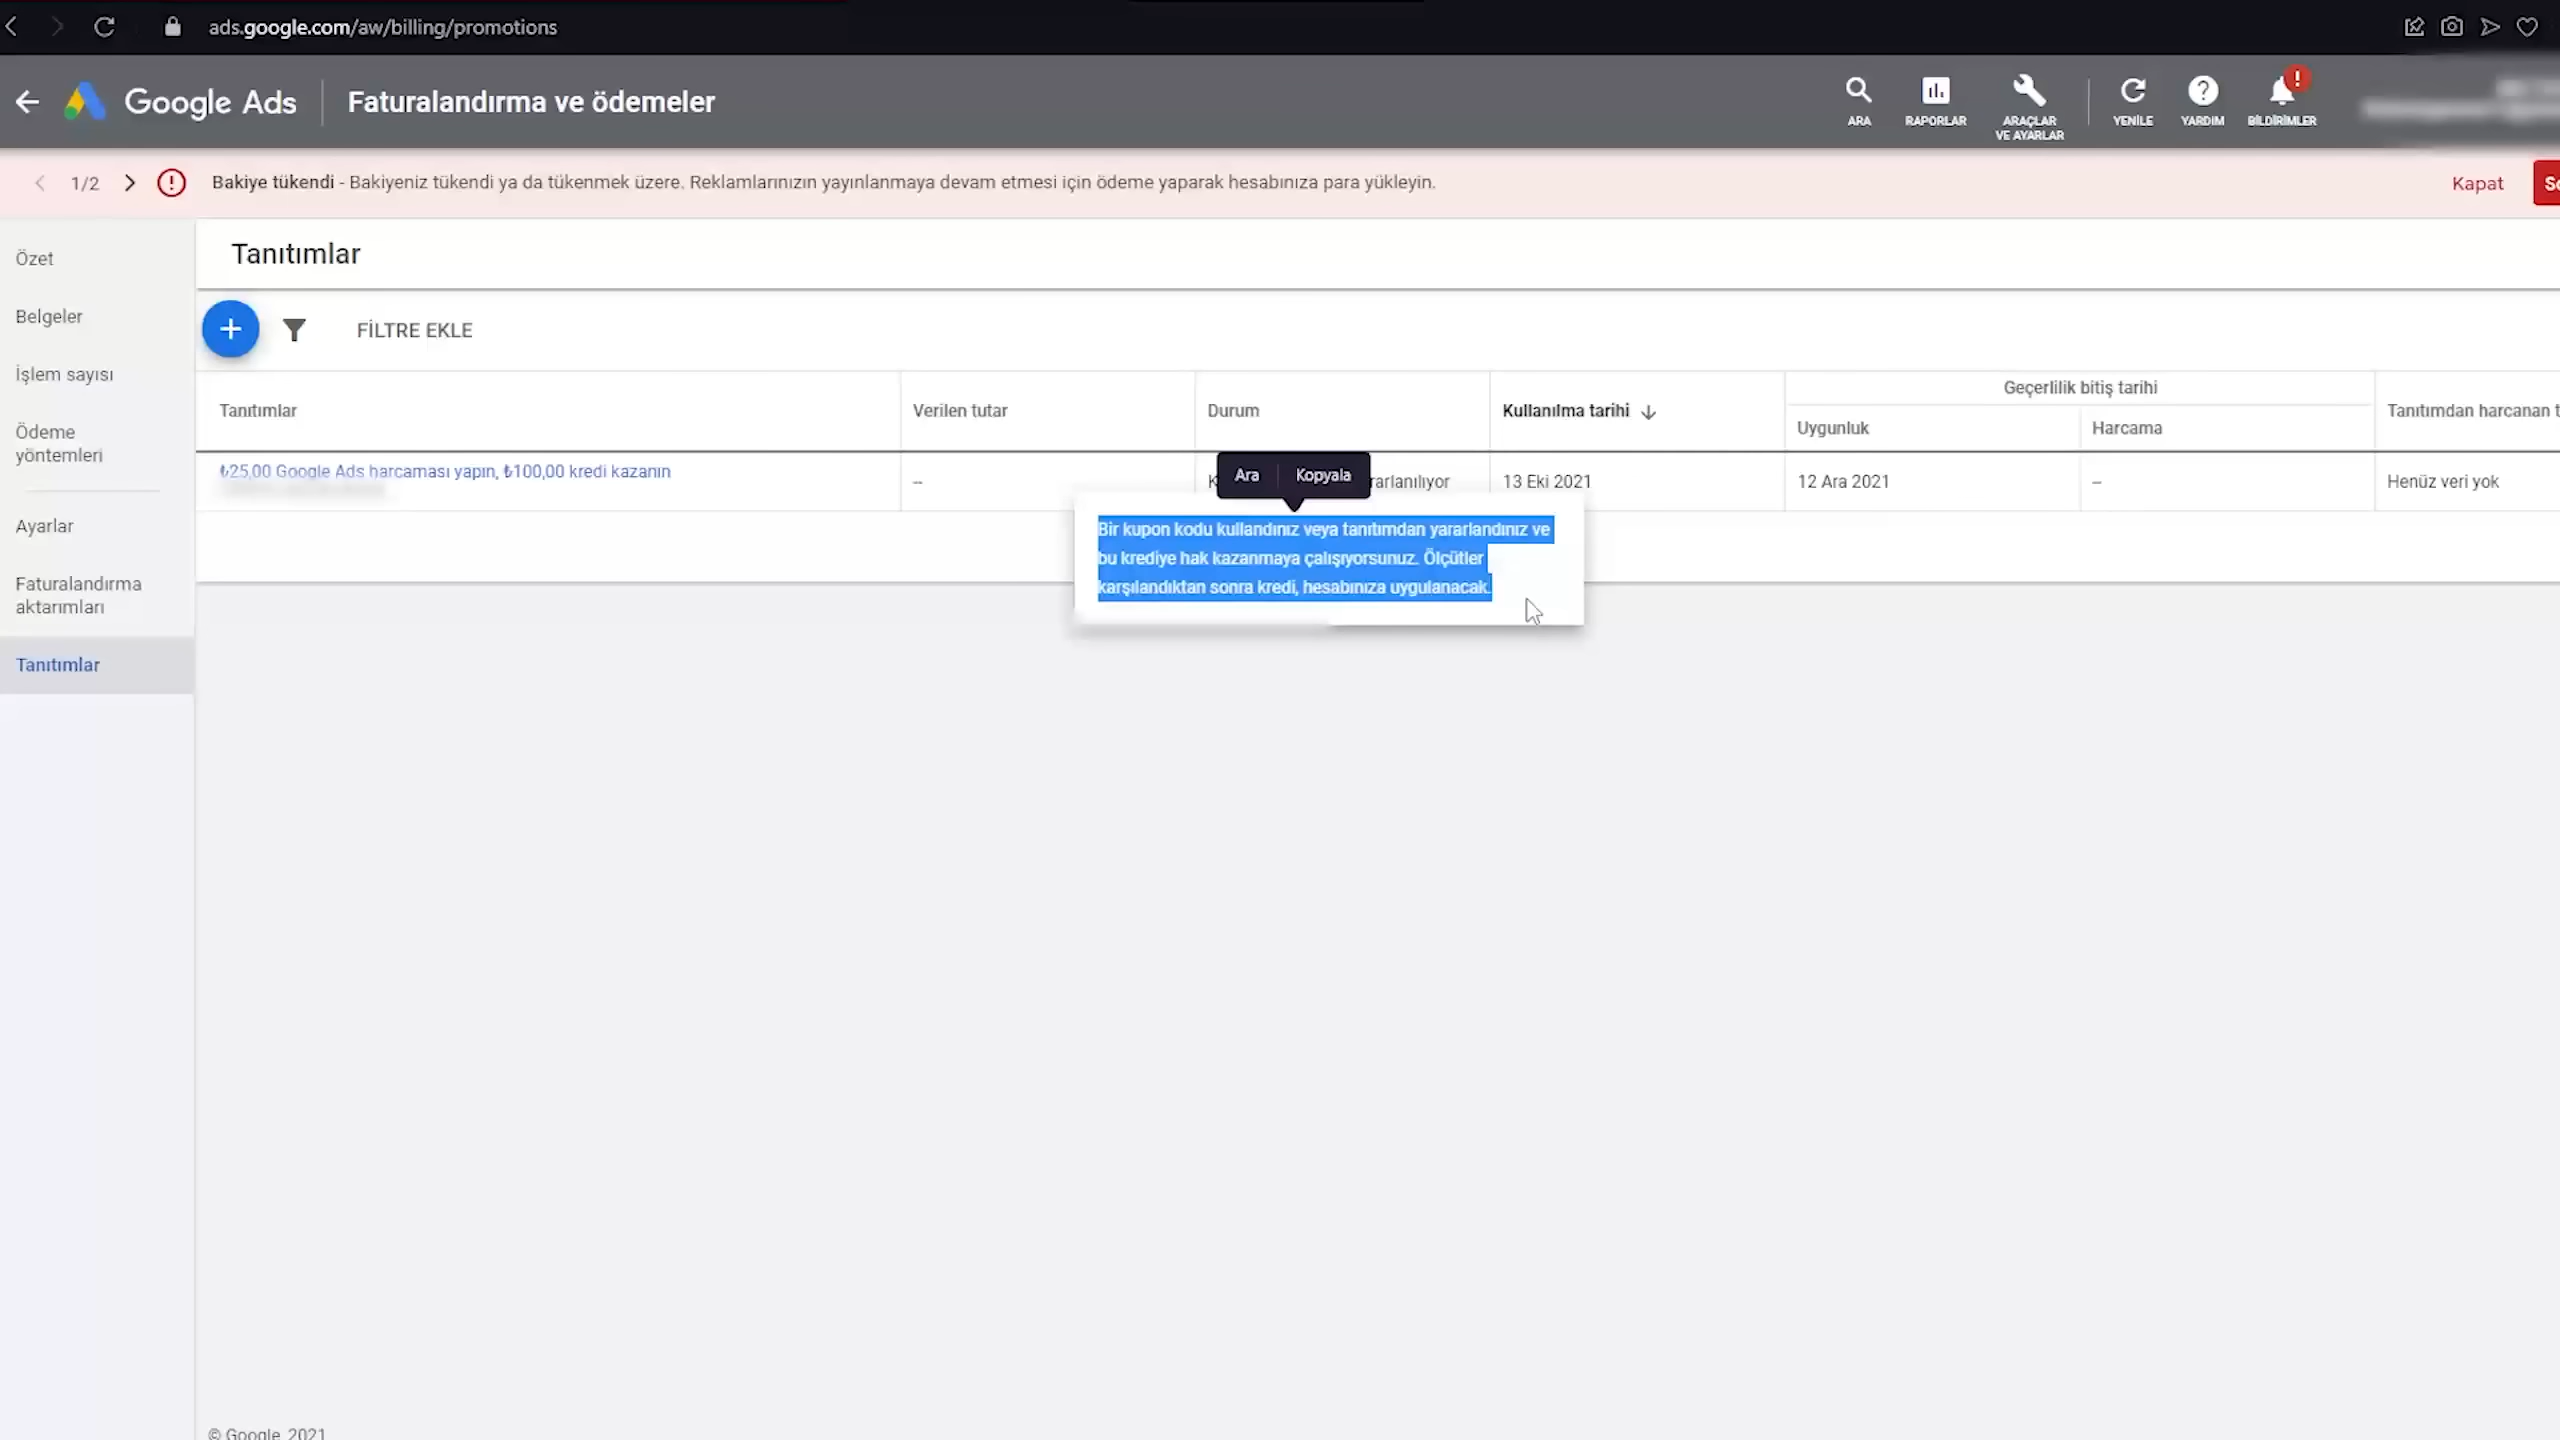 ads.google.com/aw/billing/promotions
Google Ads
Faturalandırma ve ödemeler
ARA
RAPORLAR
ARAÇLAR
VE AYARLAR
YENİLE
YARDIM
BİLDİRİMLER
1/2
Bakiye tükendi - Bakiyeniz tükendi ya da tükenmek üzere. Reklamlarınızın yayınlanmaya devam etmesi için ödeme yaparak hesabınıza para yükleyin.
Kapat
Özet
Belgeler
İşlem sayısı
Ödeme
yöntemleri
Ayarlar
Faturalandırma
aktarımları
Tanıtımlar
Tanıtımlar
FİLTRE EKLE
Tanıtımlar
Verilen tutar
Durum
Kullanılma tarihi
Geçerlilik bitiş tarihi
Uygunluk
Harcama
Tanıtımdan harcanan t
₺25,00 Google Ads harcaması yapın, ₺100,00 kredi kazanın
–
rarlanılıyor
13 Eki 2021
12 Ara 2021
–
Henüz veri yok
Ara
Kopyala
Bir kupon kodu kullandınız veya tanıtımdan yararlandınız ve
bu krediye hak kazanmaya çalışıyorsunuz. Ölçütler
karşılandıktan sonra kredi, hesabınıza uygulanacak.
© Google, 2021